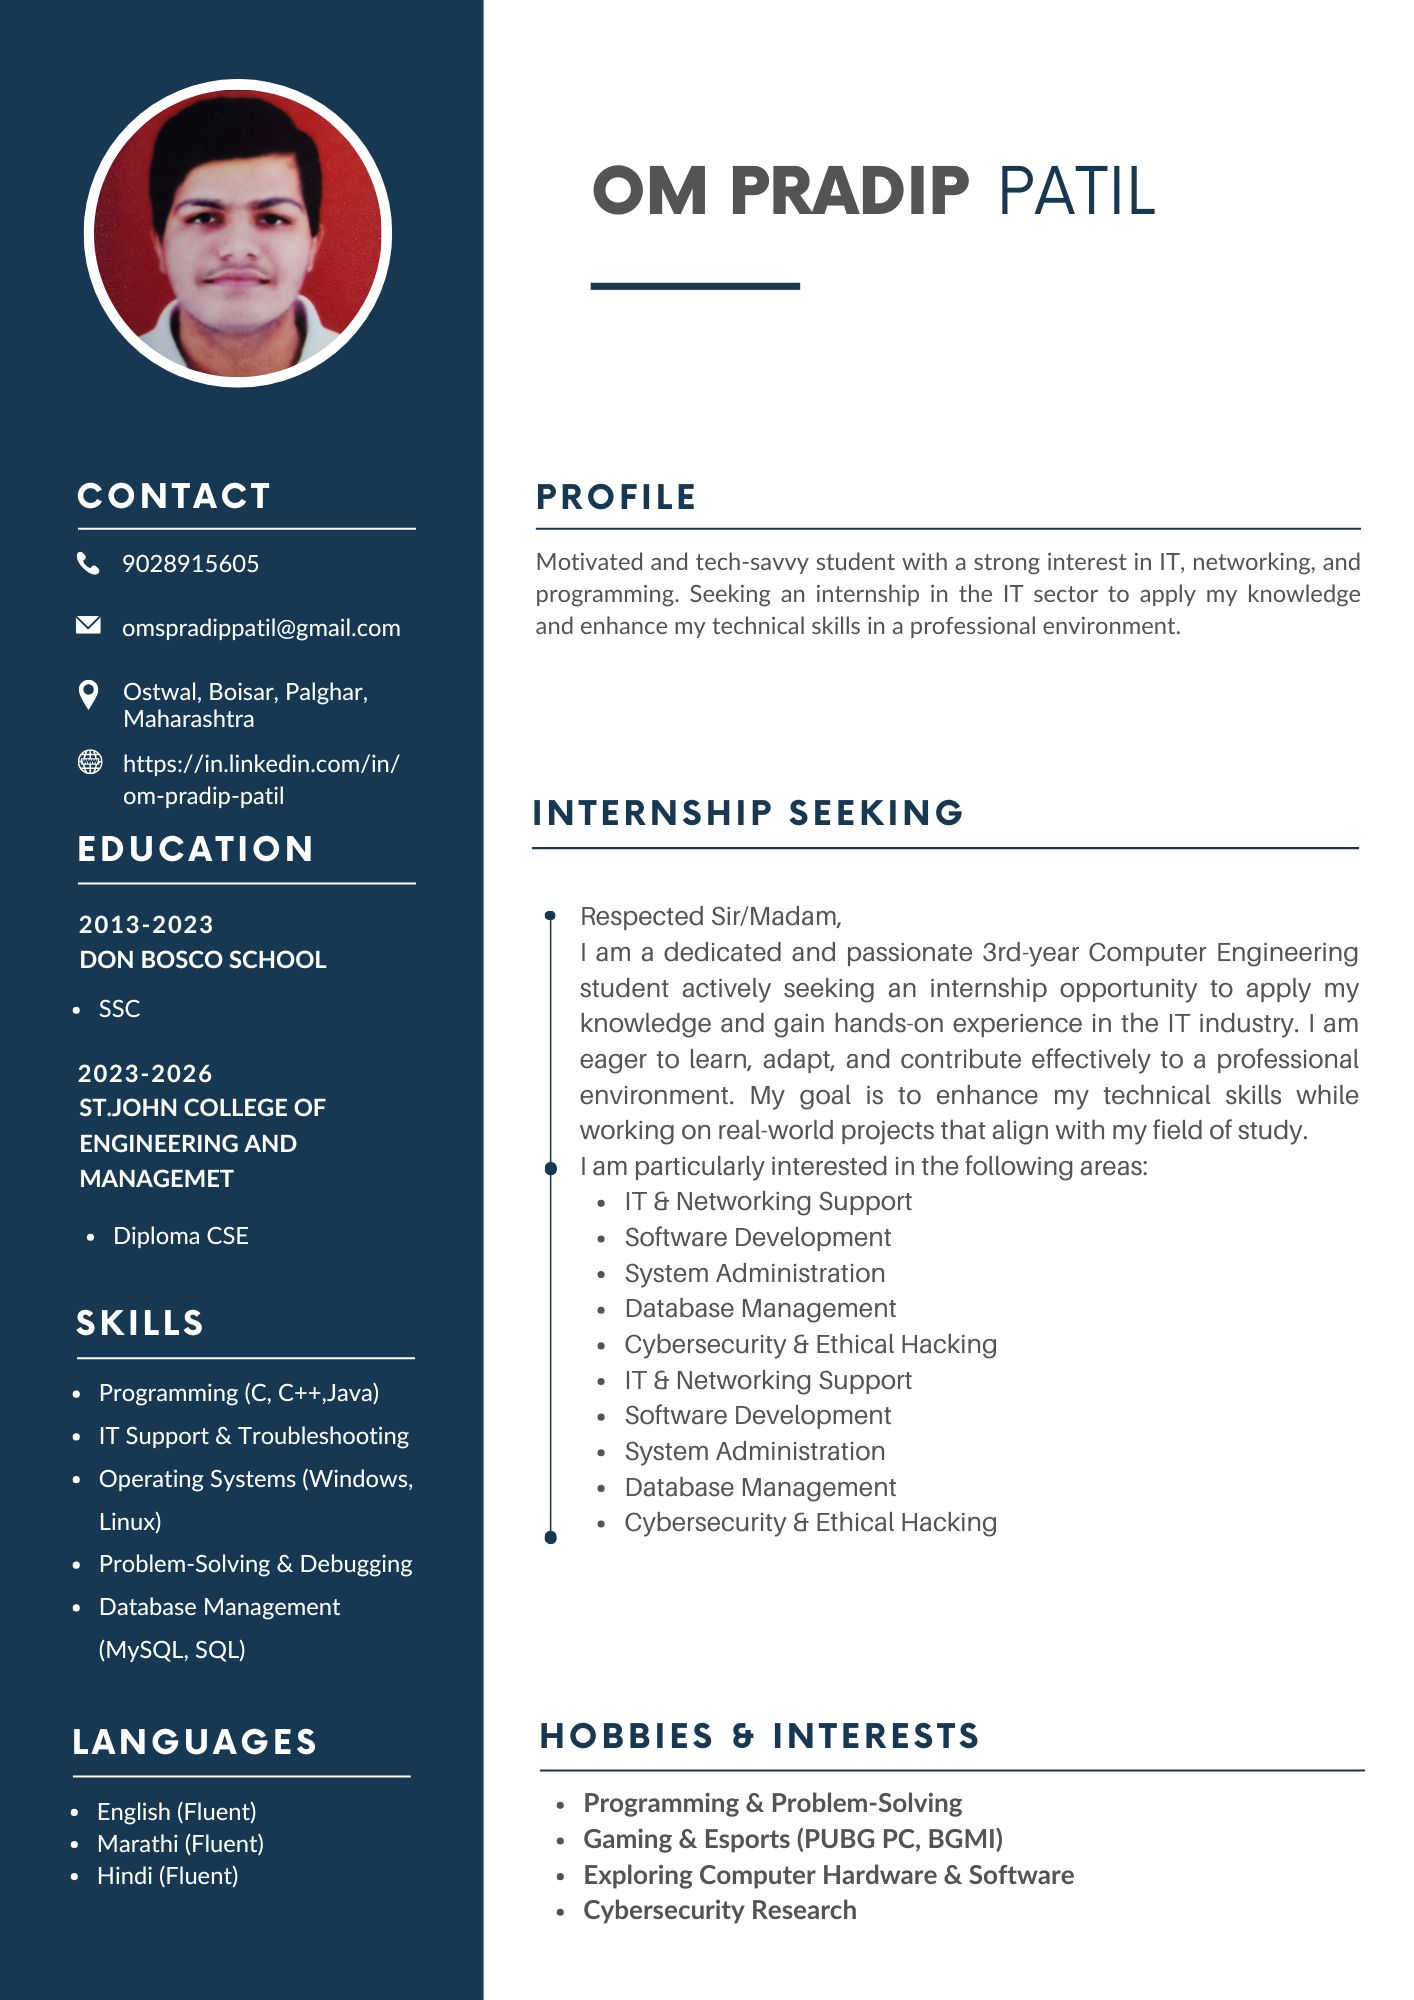 OM PRADIP PATIL
CONTACT
9028915605
omspradippatil@gmail.com
Ostwal, Boisar, Palghar,
Maharashtra
https://in.linkedin.com/in/
om-pradip-patil
EDUCATION
2013-2023
DON BOSCO SCHOOL
• SSC
2023-2026
ST.JOHN COLLEGE OF
ENGINEERING AND
MANAGEMET
• Diploma CSE
SKILLS
• Programming (C, C++,Java)
• IT Support & Troubleshooting
• Operating Systems (Windows,
Linux)
• Problem-Solving & Debugging
• Database Management
(MySQL, SQL)
LANGUAGES
• English (Fluent)
• Marathi (Fluent)
• Hindi (Fluent)
PROFILE
Motivated and tech-savvy student with a strong interest in IT, networking, and
programming. Seeking an internship in the IT sector to apply my knowledge
and enhance my technical skills in a professional environment.
INTERNSHIP SEEKING
Respected Sir/Madam,
I am a dedicated and passionate 3rd-year Computer Engineering
student actively seeking an internship opportunity to apply my
knowledge and gain hands-on experience in the IT industry. I am
eager to learn, adapt, and contribute effectively to a professional
environment. My goal is to enhance my technical skills while
working on real-world projects that align with my field of study.
I am particularly interested in the following areas:
• IT & Networking Support
• Software Development
• System Administration
• Database Management
• Cybersecurity & Ethical Hacking
• IT & Networking Support
• Software Development
• System Administration
• Database Management
• Cybersecurity & Ethical Hacking
HOBBIES & INTERESTS
• Programming & Problem-Solving
• Gaming & Esports (PUBG PC, BGMI)
• Exploring Computer Hardware & Software
• Cybersecurity Research